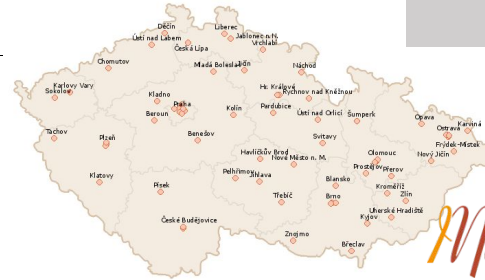 Děčín
Liberec
Ústí nad Labem
Jablonec n.N.
Česká Lípa
Vrchlabí
Chomutov
Mladá Boleslav
Jičín
Náchod
Karlovy Vary
Sokolov
Kladno
Praha
Hr. Králové
Rychnov nad Kněžnou
Beroun
Kolín
Pardubice
Ústí nad Orlicí
Šumperk
Opava
Karviná
Ostrava
Tachov
Plzeň
Benešov
Svitavy
Frýdek-Místek
Havlíčkův Brod
Nové Město n. M.
Olomouc
Nový Jičín
Prostějov
Přerov
Klatovy
Písek
Pelhřimov
Jihlava
Blansko
Kroměříž
Třebíč
Brno
Zlín
Uherské Hradiště
České Budějovice
Kyjov
Znojmo
Břeclav